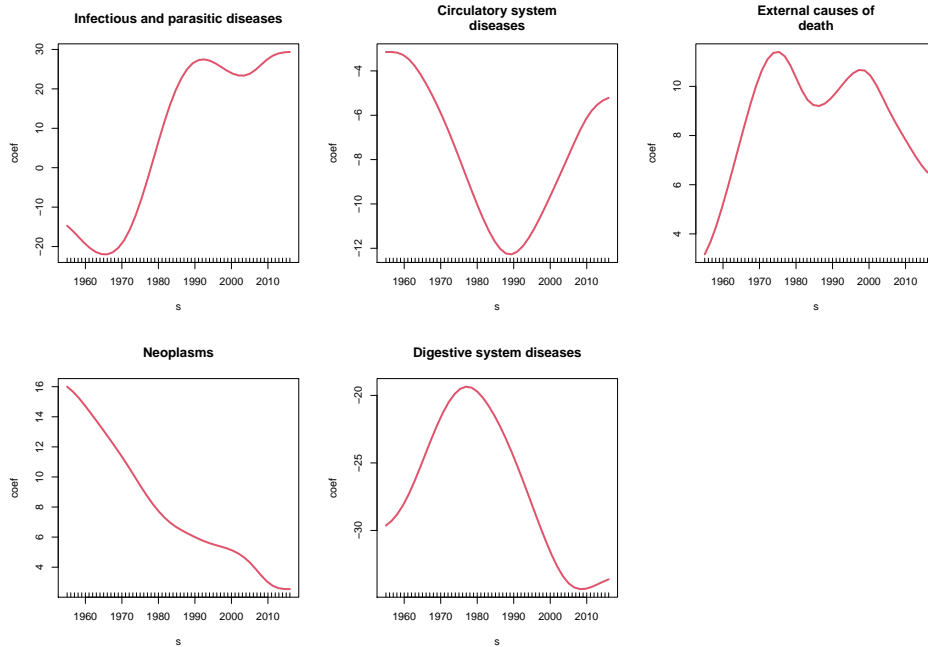 Infectious and parasitic diseases
30
20
10
0
−10
−20
coef
1960 1970 1980 1990 2000 2010
s
Circulatory system
diseases
−4
−6
−8
−10
−12
coef
1960 1970 1980 1990 2000 2010
s
External causes of
death
10
8
6
4
coef
1960 1970 1980 1990 2000 2010
s
Neoplasms
16
14
12
10
8
6
4
coef
1960 1970 1980 1990 2000 2010
s
Digestive system diseases
−20
−25
−30
coef
1960 1970 1980 1990 2000 2010
s